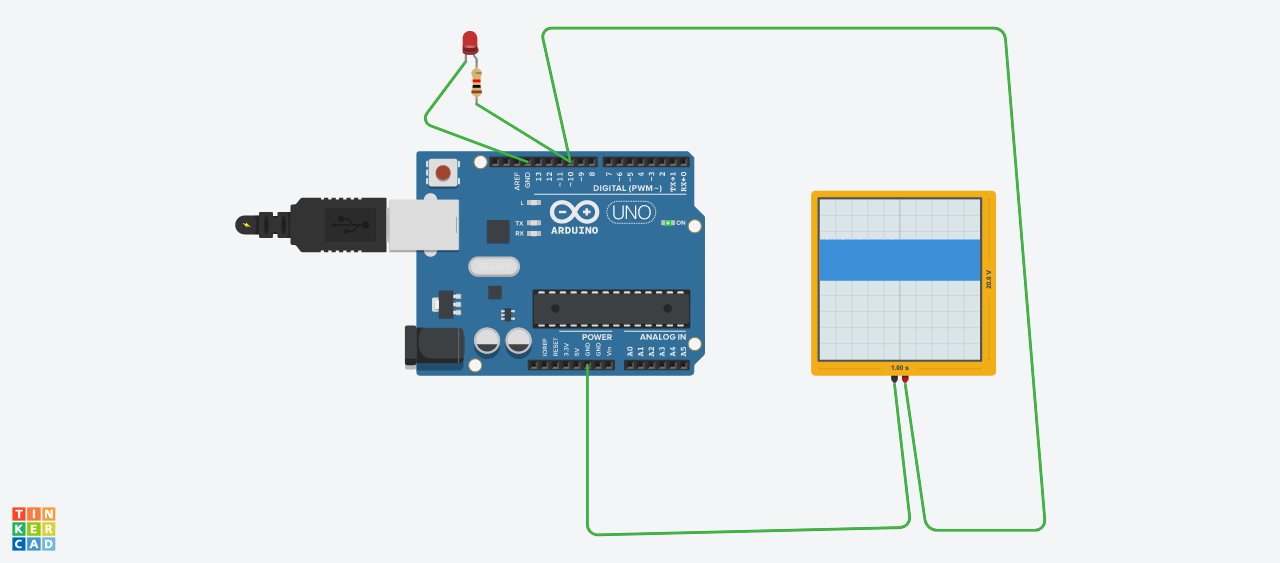 AREF
GND
13
12
~11
~10
~9
8
7
~6
~5
4
~3
2
TX→1
RX←0
DIGITAL (PWM~)
L
TX
RX
ARDUINO
UNO
ON
POWER
ANALOG IN
IOREF
RESET
3.3V
5V
GND
GND
Vin
A0
A1
A2
A3
A4
A5
20.0 V
1.00 s
TIN
KER
CAD